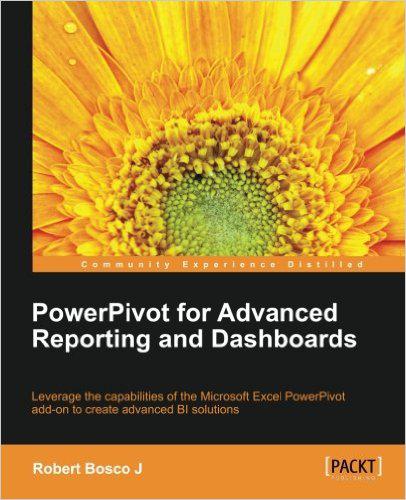 Community Experience Distilled
PowerPivot for Advanced
Reporting and Dashboards
Leverage the capabilities of the Microsoft Excel PowerPivot
add-on to create advanced BI solutions
Robert Bosco J
[PACKT]
PUBLISHING